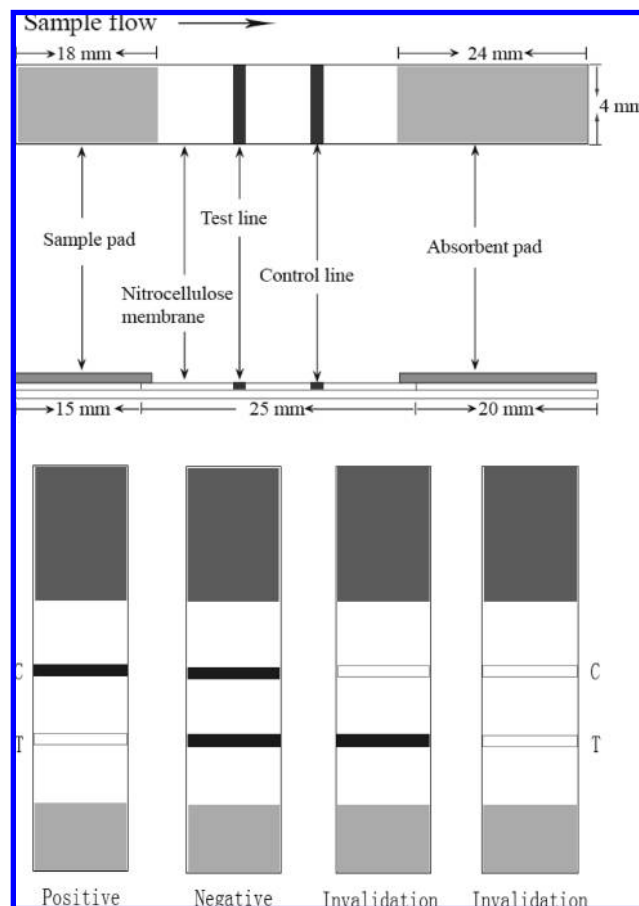 Sample flow
18 mm
24 mm
4 mm
Test line
Sample pad
Control line
Absorbent pad
Nitrocellulose
membrane
15 mm
25 mm
20 mm
C
C
T
T
Positive
Negative
Invalidation
Invalidation